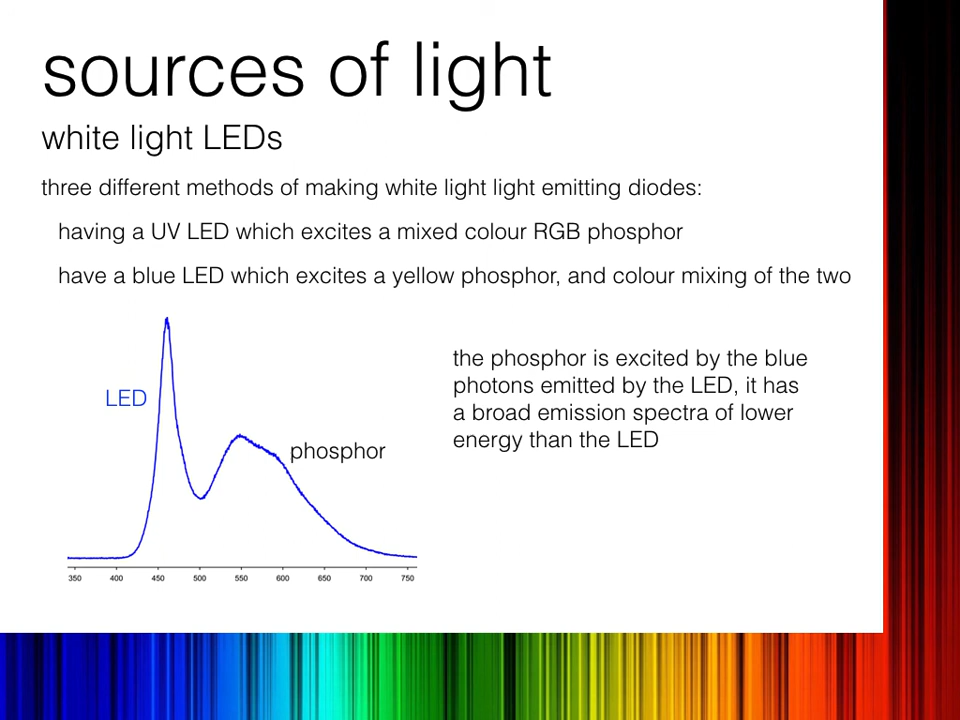 sources of light
white light LEDs
three different methods of making white light light emitting diodes:
having a UV LED which excites a mixed colour RGB phosphor
have a blue LED which excites a yellow phosphor, and colour mixing of the two
the phosphor is excited by the blue
photons emitted by the LED, it has
a broad emission spectra of lower
energy than the LED
LED
phosphor
350 400 450 500 550 600 650 700 750